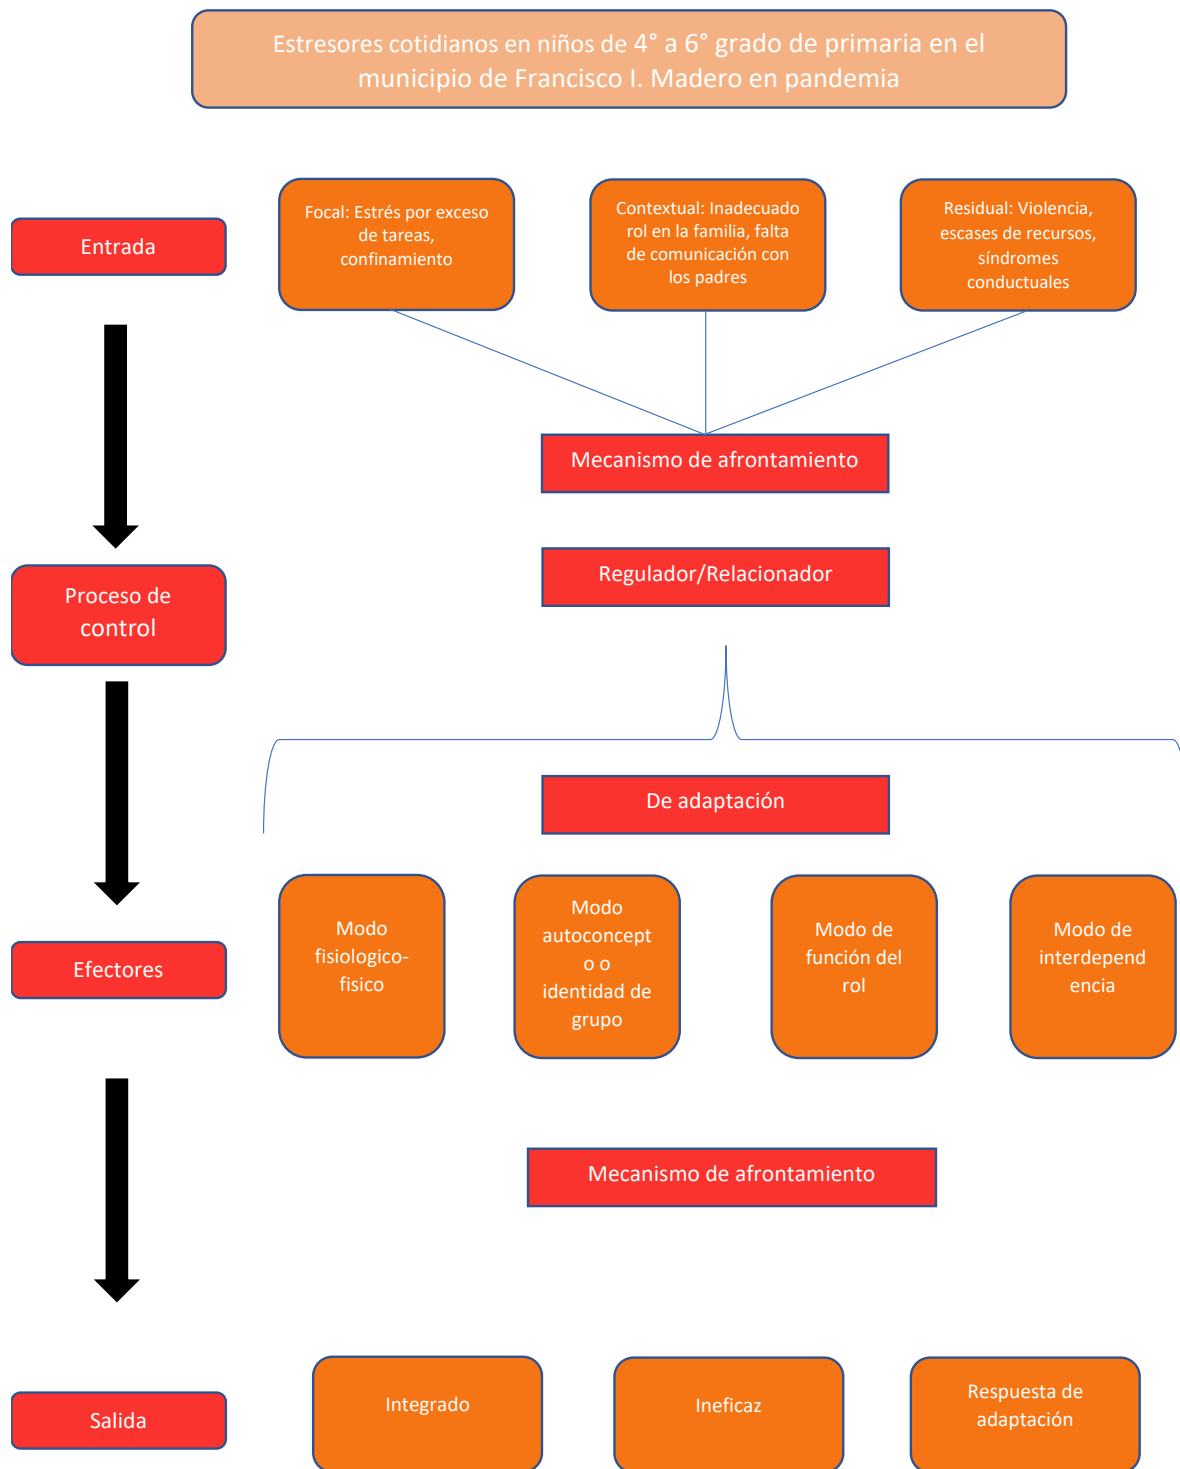 Estresores cotidianos en niños de 4° a 6° grado de primaria en el
municipio de Francisco I. Madero en pandemia
Entrada
Focal: Estrés por exceso
de tareas,
confinamiento
Contextual: Inadecuado
rol en la familia, falta
de comunicación con
los padres
Residual: Violencia,
escases de recursos,
síndromes
conductuales
Mecanismo de afrontamiento
Proceso de
control
Regulador/Relacionador
De adaptación
Efectores
Modo
fisiologico-
fisico
Modo
autoconcept
o o
identidad de
grupo
Modo de
función del
rol
Modo de
interdepend
encia
Mecanismo de afrontamiento
Salida
Integrado
Ineficaz
Respuesta de
adaptación